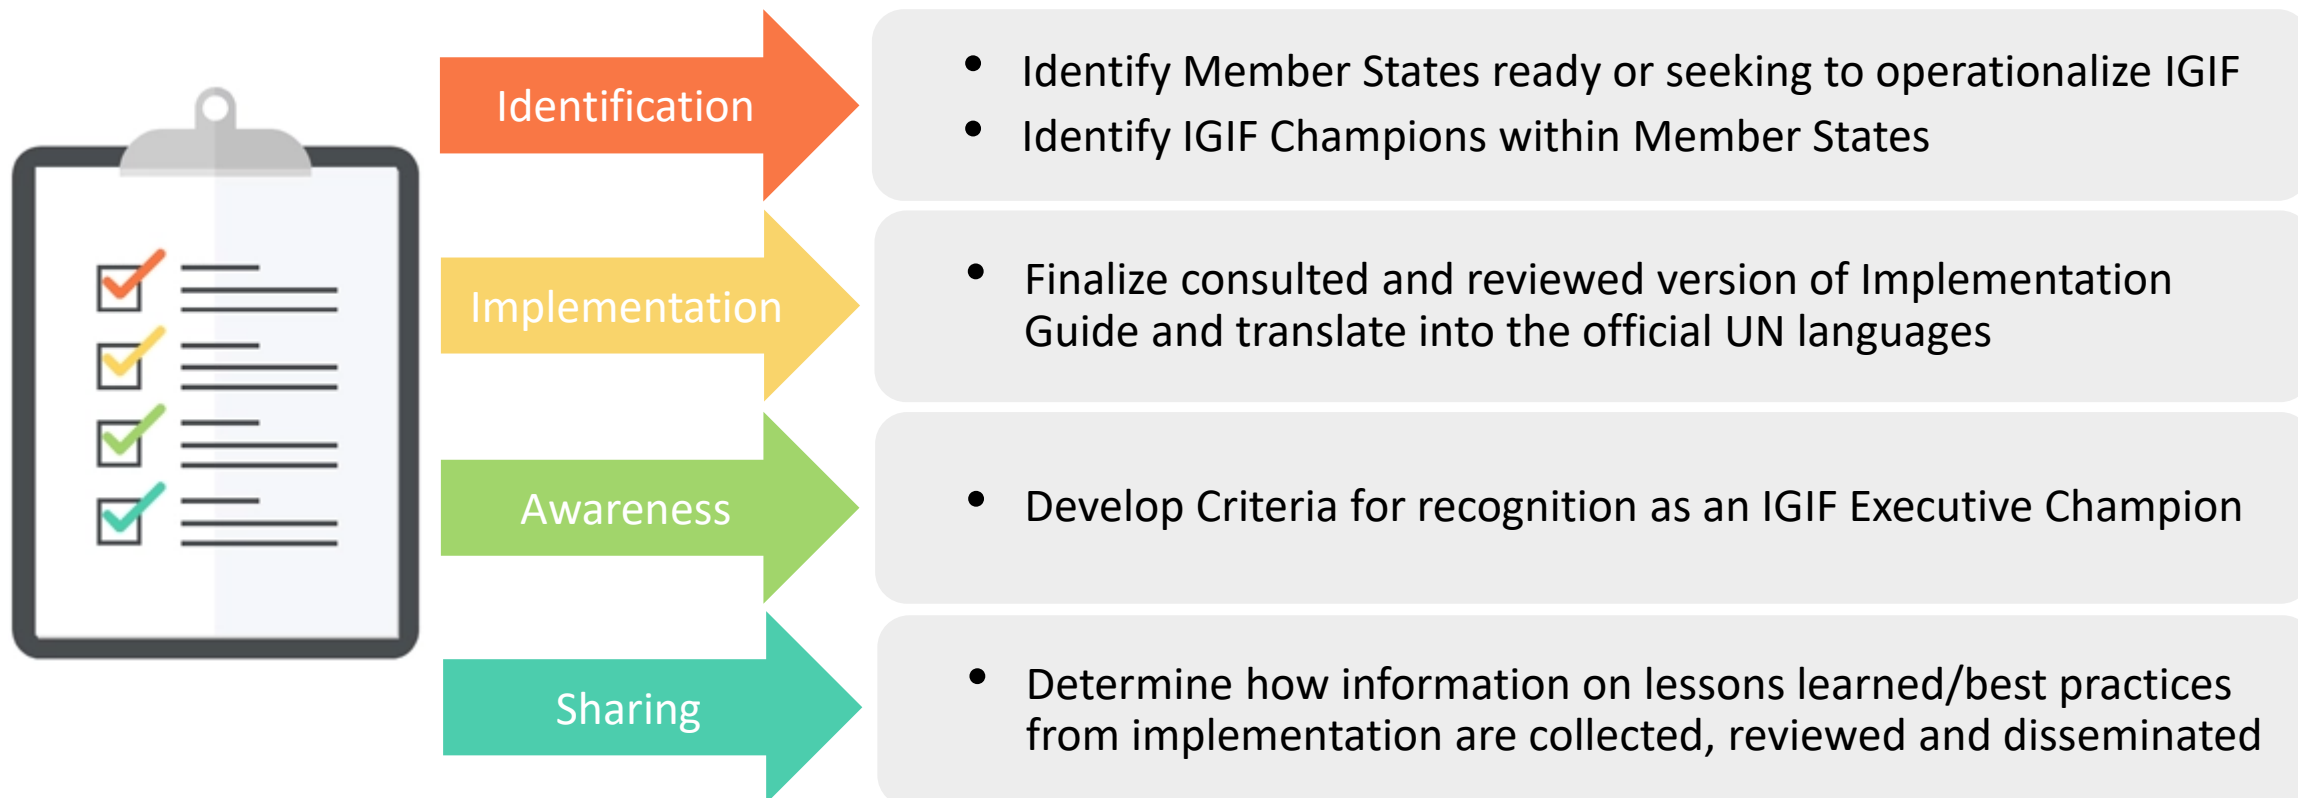 Identification
• Identify Member States ready or seeking to operationalize IGIF
• Identify IGIF Champions within Member States
Implementation
• Finalize consulted and reviewed version of Implementation
Guide and translate into the official UN languages
Awareness
• Develop Criteria for recognition as an IGIF Executive Champion
Sharing
• Determine how information on lessons learned/best practices
from implementation are collected, reviewed and disseminated